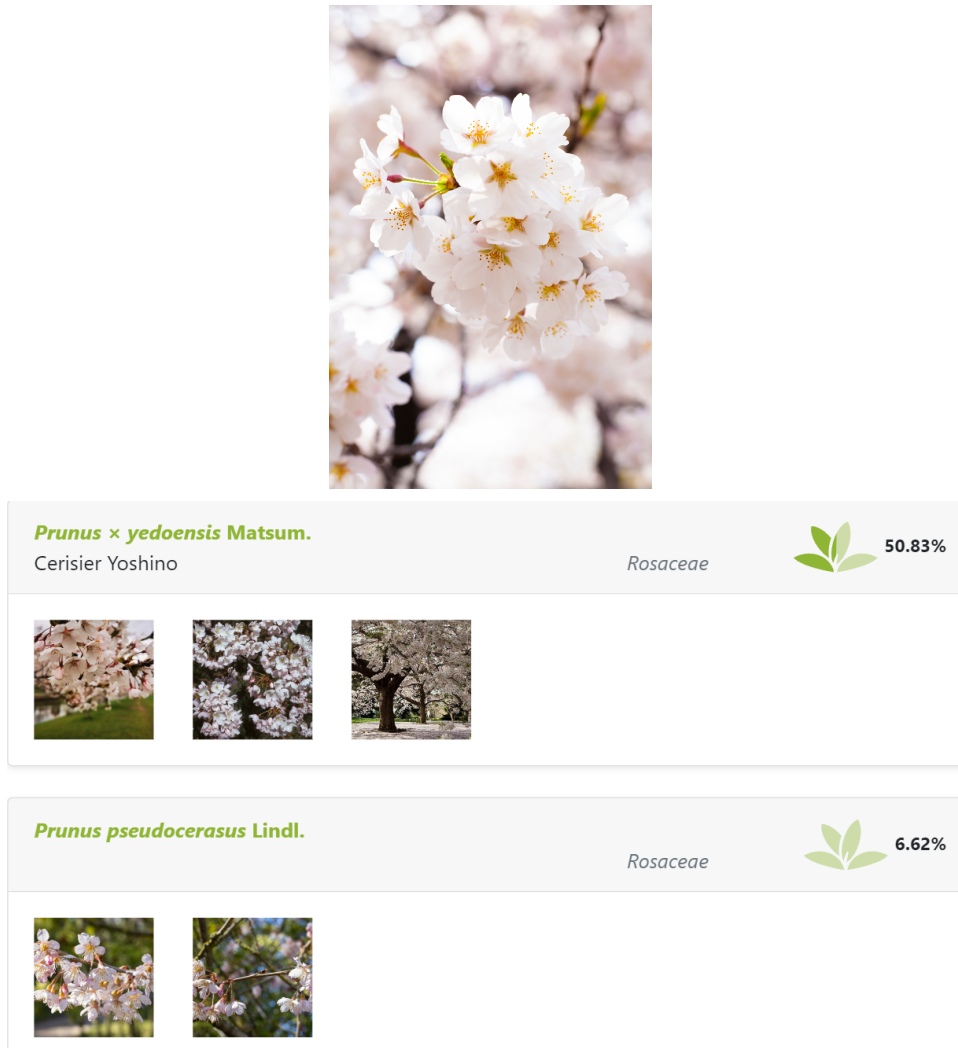 Prunus × yedoensis Matsum.
Cerisier Yoshino
Rosaceae
50.83%
Prunus pseudocerasus Lindl.
Rosaceae
6.62%